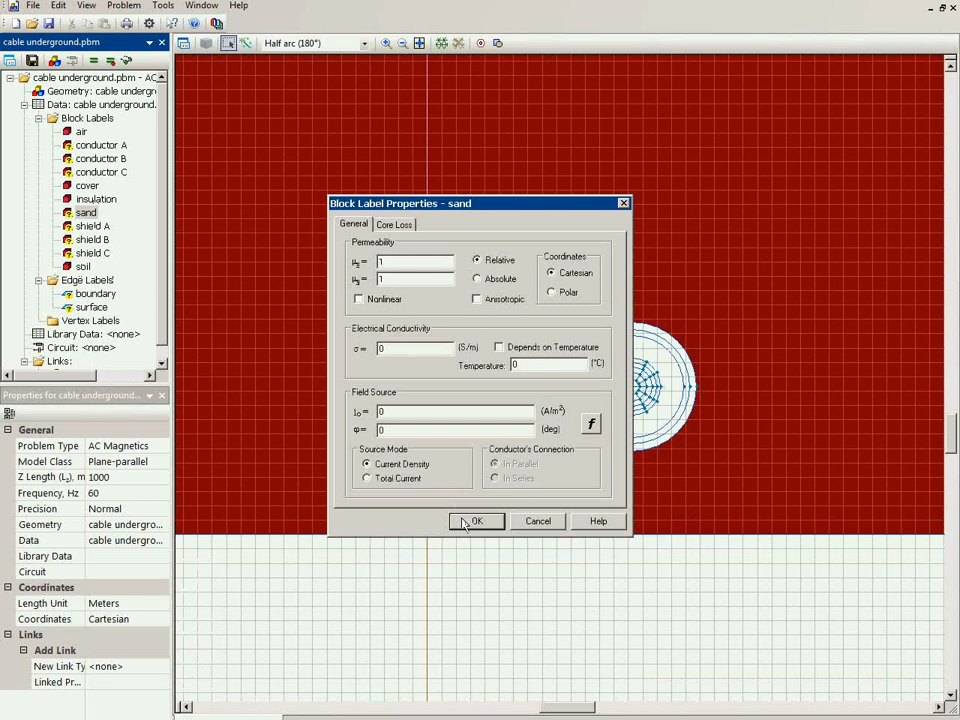 File Edit View Problem Tools Window Help
cable underground.pbm
Half arc (180°)
cable underground.pbm - AC
Geometry: cable undergr
Data: cable underground.
Block Labels
air
conductor A
conductor B
conductor C
cover
insulation
sand
shield A
shield B
shield C
soil
Edge Labels
boundary
surface
Vertex Labels
Library Data: <none>
Circuit: <none>
Links:
Properties for cable underground...
General
Problem Type AC Magnetics
Model Class Plane-parallel
Z Length (Lz), m 1000
Frequency, Hz 60
Precision Normal
Geometry cable undergro...
Data cable undergro...
Library Data
Circuit
Coordinates
Length Unit Meters
Coordinates Cartesian
Links
Add Link
New Link Ty <none>
Linked Pr...
Block Label Properties - sand
General Core Loss
Permeability
1
1
Relative
Absolute
Nonlinear
Anisotropic
Coordinates
Cartesian
Polar
Electrical Conductivity
σ= 0 (S/m)
Depends on Temperature
Temperature: 0 (°C)
Field Source
0 (A/m²)
φ= 0 (deg)
f
Source Mode
Current Density
Total Current
Conductor's Connection
In Parallel
In Series
OK Cancel Help